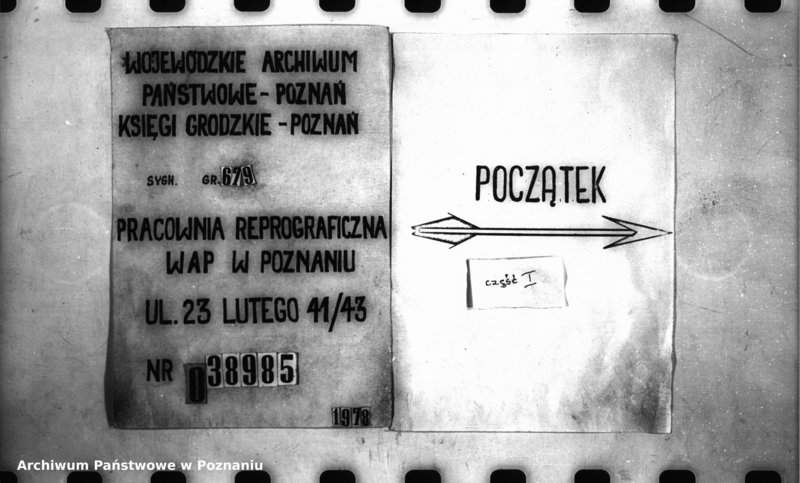 WOJEWÓDZKIE ARCHIWUM
PAŃSTWOWE - POZNAŃ
KSIĘGI GRODZKIE - POZNAŃ
SYGN. GR. 679
PRACOWNIA REPROGRAFICZNA
WAP W POZNANIU
UL. 23 LUTEGO 41/43
NR 038985
1978
POCZĄTEK
część I
Archiwum Państwowe w Poznaniu